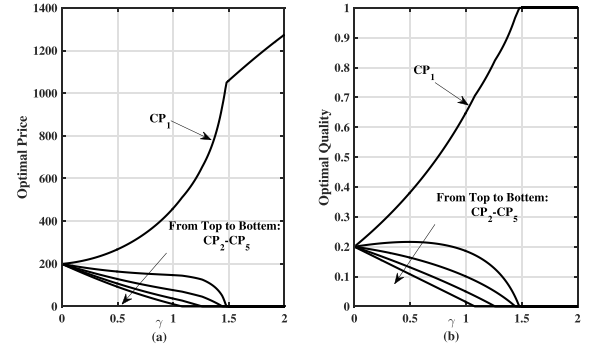 1400
1200
1000
800
600
400
200
0
Optimal Price
CP1
From Top to Bottem:
CP2-CP5
0 0.5 1 1.5 2
γ
(a)
1
0.9
0.8
0.7
0.6
0.5
0.4
0.3
0.2
0.1
0
Optimal Quality
CP1
From Top to Bottem:
CP2-CP5
0 0.5 1 1.5 2
γ
(b)